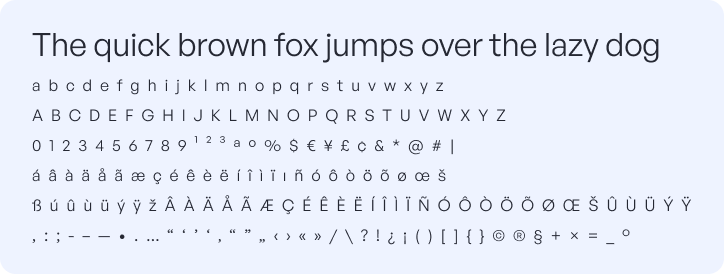 The quick brown fox jumps over the lazy dog
a b c d e f g h i j k l m n o p q r s t u v w x y z
A B C D E F G H I J K L M N O P Q R S T U V W X Y Z
0 1 2 3 4 5 6 7 8 9 ¹ ² ³ ª º % $ € ¥ £ ¢ & * @ # |
á â à ä å ã æ ç é ê è ë í î ì ï ı ñ ó ô ò ö õ ø œ š
ß ú û ù ü ý ÿ ž Â À Ä Å Ã Æ Ç É Ê È Ë Í Î Ì Ï Ñ Ó Ô Ò Ö Õ Ø Œ Š Û Ù Ü Ý Ÿ
, : ; - – — • . … “ ‘ ’ ‘ , “ ” „ ‹ › « » / \ ? ! ¿ ¡ ( ) [ ] { } © ® § + × = _ °